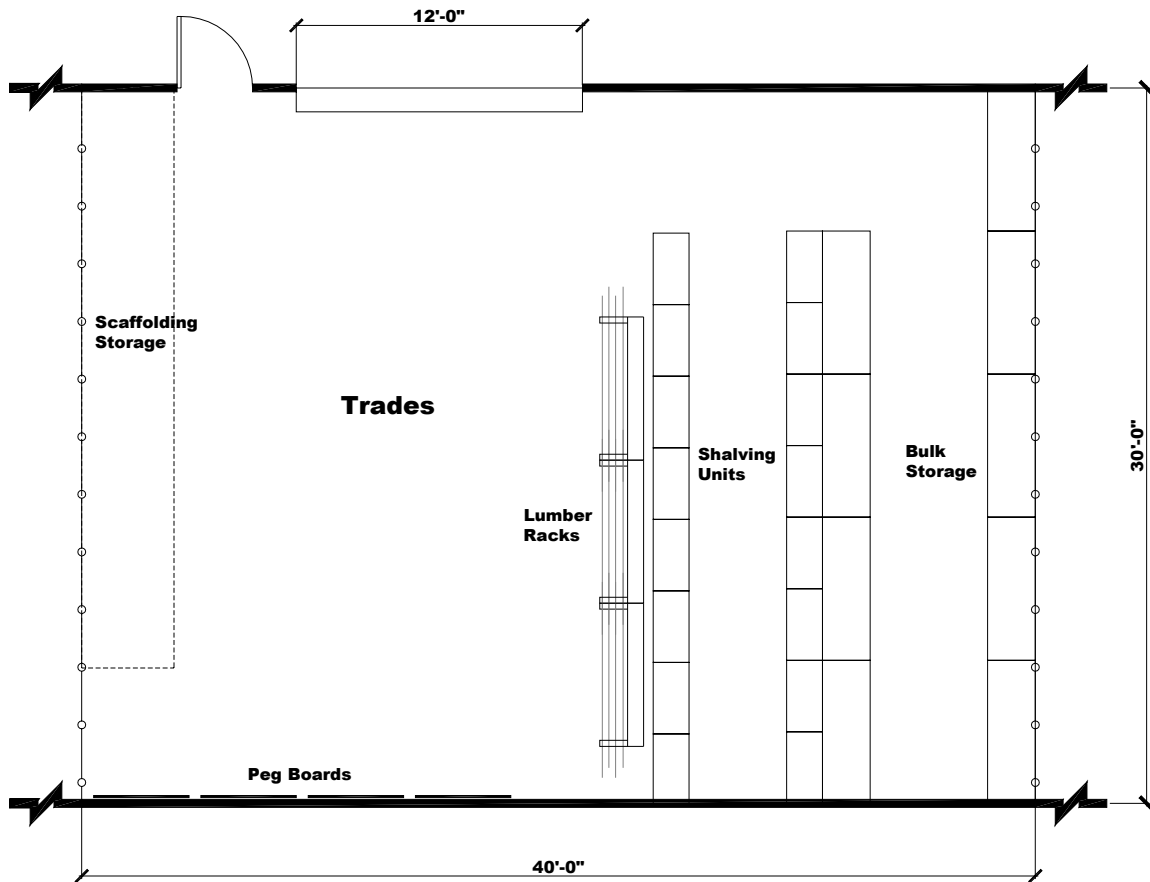 12'-0"
Scaffolding
Storage
Trades
Shalving
Units
Bulk
Storage
30'-0"
Lumber
Racks
Peg Boards
40'-0"